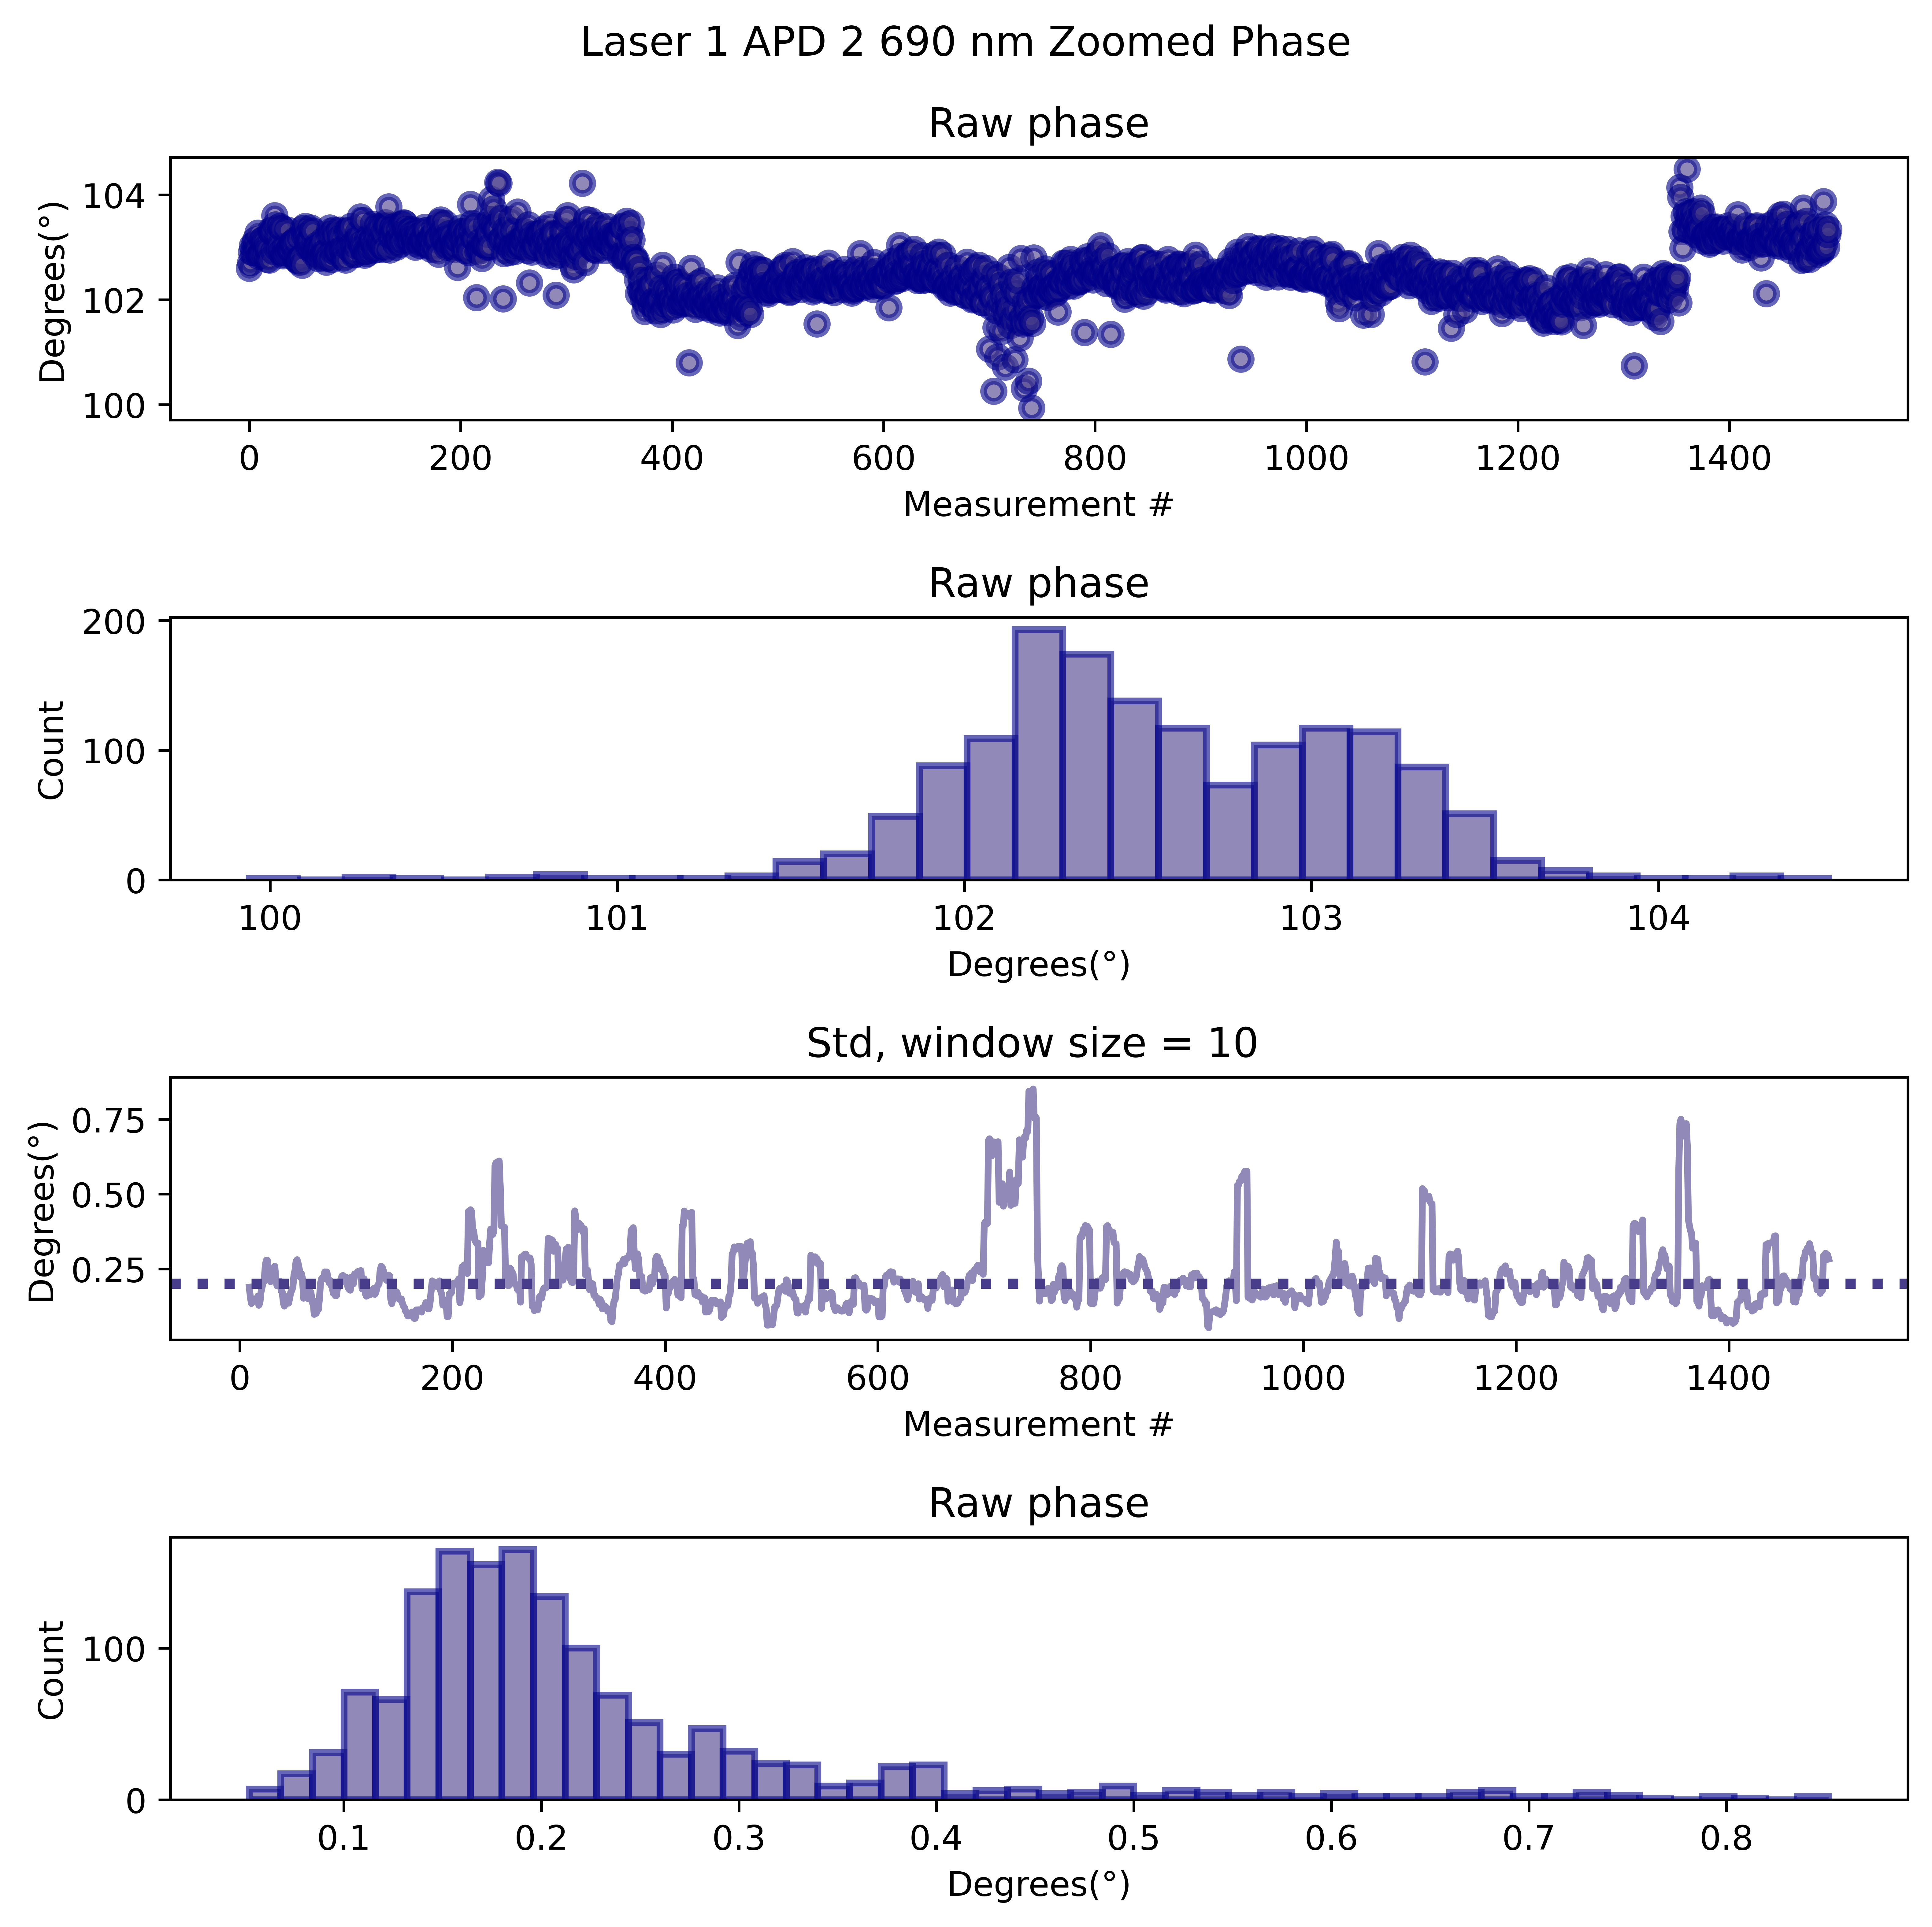 Laser 1 APD 2 690 nm Zoomed Phase
Raw phase
Degrees(°)
104
102
100
0 200 400 600 800 1000 1200 1400
Measurement #
Raw phase
Count
200
100
0
100 101 102 103 104
Degrees(°)
Std, window size = 10
Degrees(°)
0.75
0.50
0.25
0 200 400 600 800 1000 1200 1400
Measurement #
Raw phase
Count
100
0
0.1 0.2 0.3 0.4 0.5 0.6 0.7 0.8
Degrees(°)